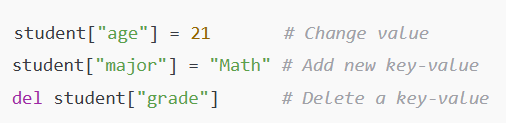 student["age"] = 21       # Change value
student["major"] = "Math" # Add new key-value
del student["grade"]      # Delete a key-value